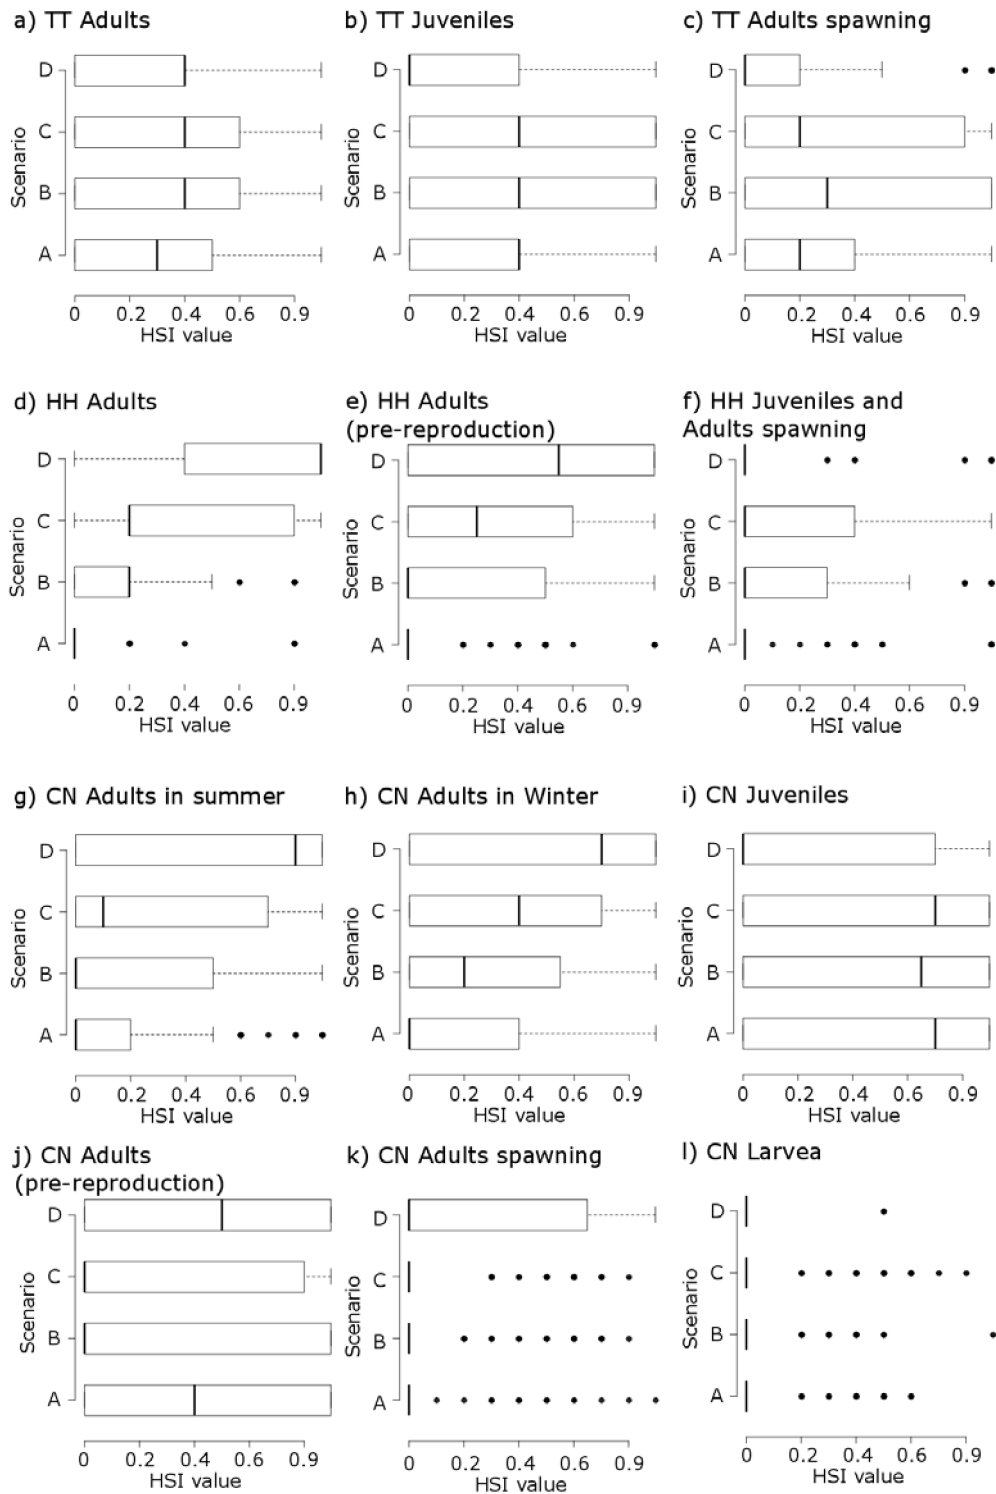 a) TT Adults
D
C
B
A
Scenario
0 0.2 0.4 0.6 0.9
HSI value
b) TT Juveniles
D
C
B
A
Scenario
0 0.2 0.4 0.6 0.9
HSI value
c) TT Adults spawning
D
C
B
A
Scenario
0 0.2 0.4 0.6 0.9
HSI value
d) HH Adults
D
C
B
A
Scenario
0 0.2 0.6 0.9
HSI value
e) HH Adults
(pre-reproduction)
D
C
B
A
Scenario
0 0.2 0.4 0.6 0.9
HSI value
f) HH Juveniles and
Adults spawning
D
C
B
A
Scenario
0 0.2 0.4 0.6 0.9
HSI value
g) CN Adults in summer
D
C
B
A
Scenario
0 0.2 0.4 0.6 0.9
HSI value
h) CN Adults in Winter
D
C
B
A
Scenario
0 0.2 0.4 0.6 0.9
HSI value
i) CN Juveniles
D
C
B
A
Scenario
0 0.2 0.4 0.6 0.9
HSI value
j) CN Adults
(pre-reproduction)
D
C
B
A
Scenario
0 0.2 0.4 0.6 0.9
HSI value
k) CN Adults spawning
D
C
B
A
Scenario
0 0.2 0.4 0.6 0.9
HSI value
l) CN Larvea
D
C
B
A
Scenario
0 0.2 0.4 0.6 0.9
HSI value